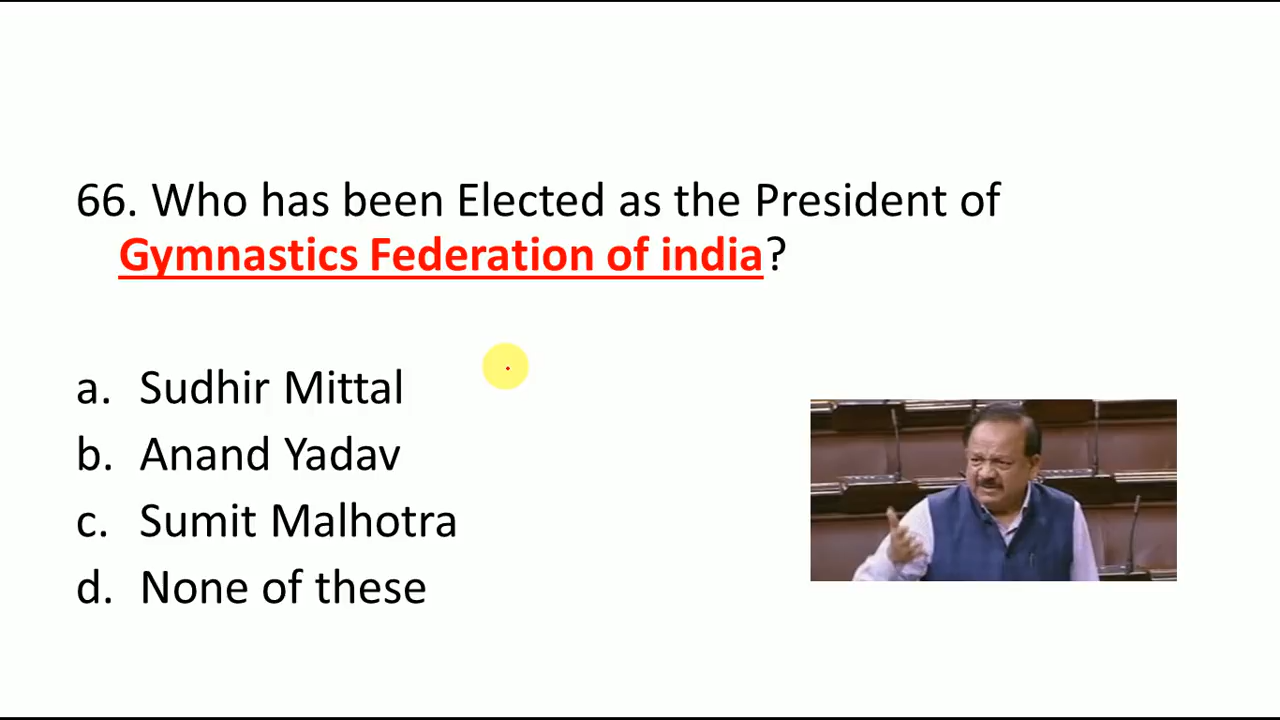 66. Who has been Elected as the President of
Gymnastics Federation of india?
a. Sudhir Mittal
b. Anand Yadav
c. Sumit Malhotra
d. None of these